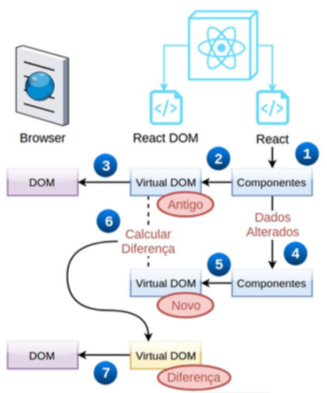 Browser
React DOM
React
1
2
3
DOM
Virtual DOM
Componentes
Antigo
Dados
Alterados
6
Calcular
Diferença
4
5
Virtual DOM
Componentes
Novo
DOM
Virtual DOM
7
Diferença